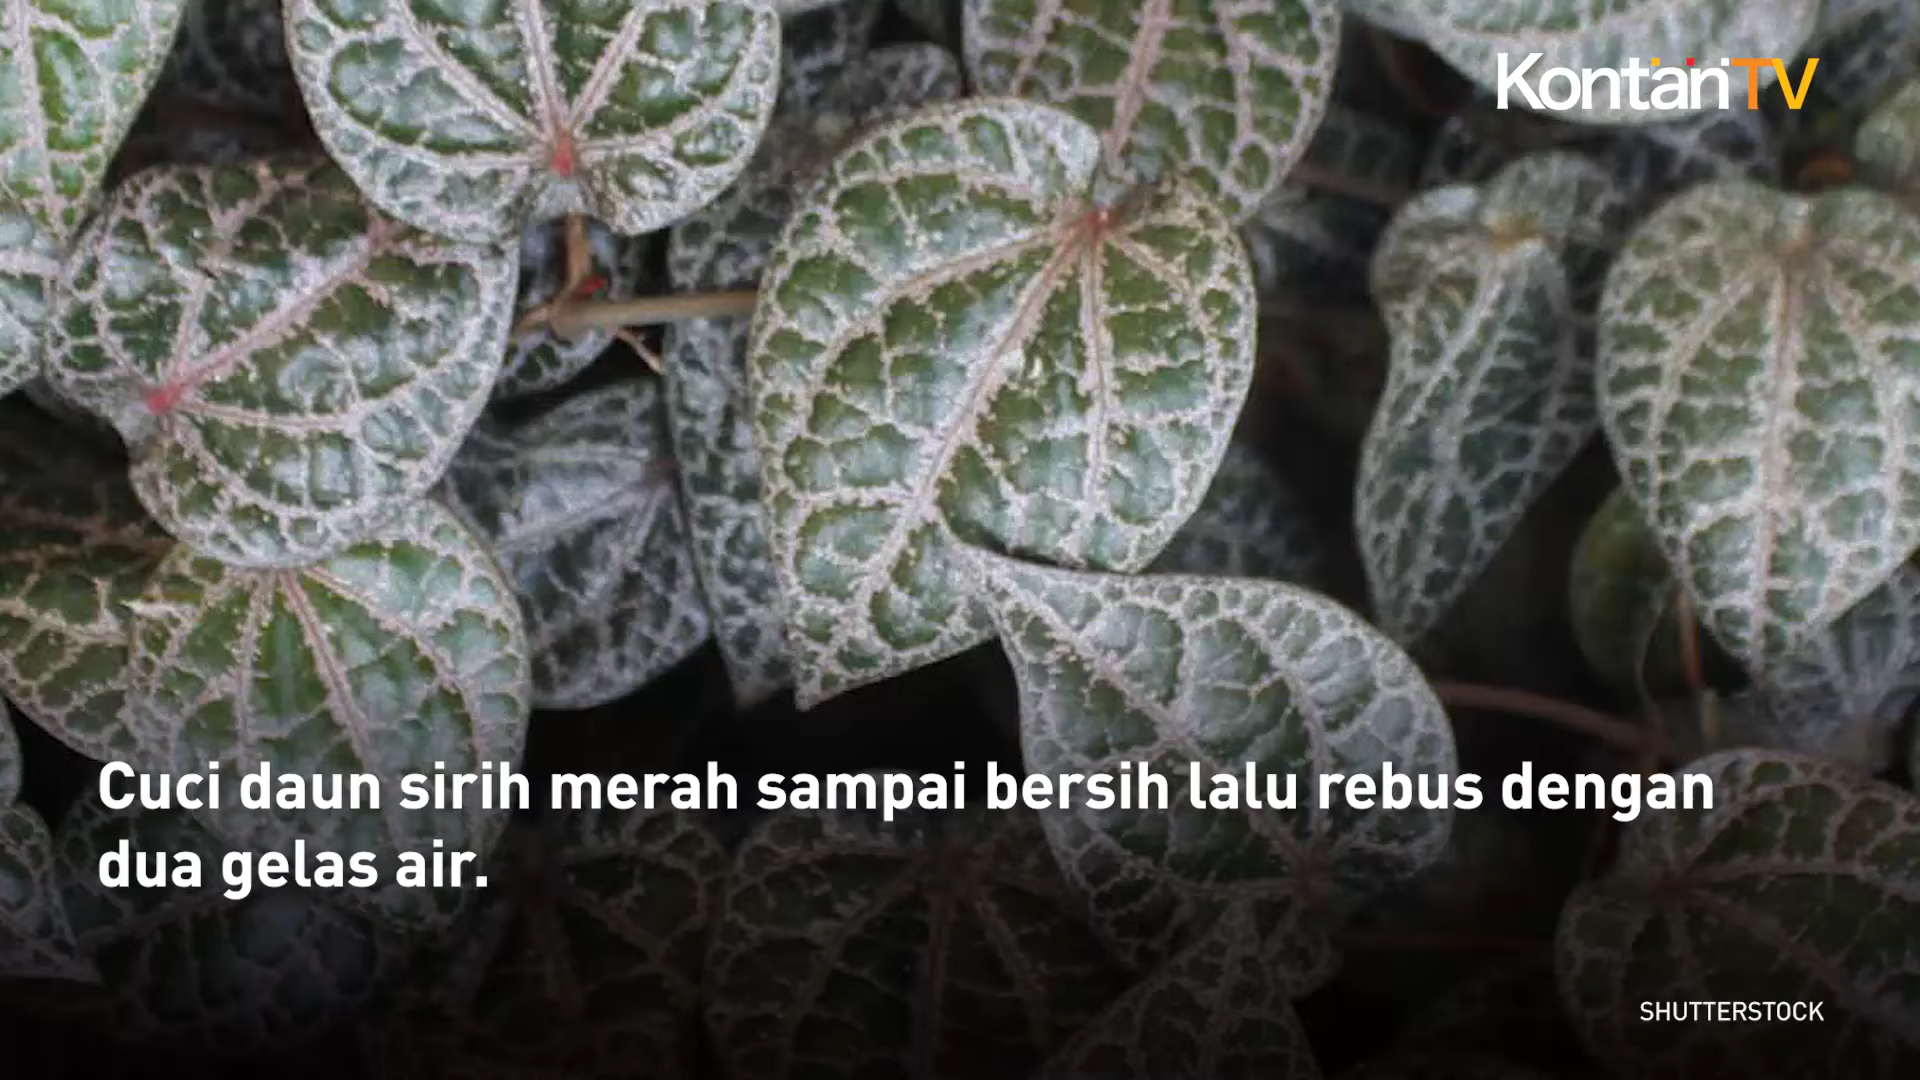 KontanTV
Cuci daun sirih merah sampai bersih lalu rebus dengan
dua gelas air.
SHUTTERSTOCK